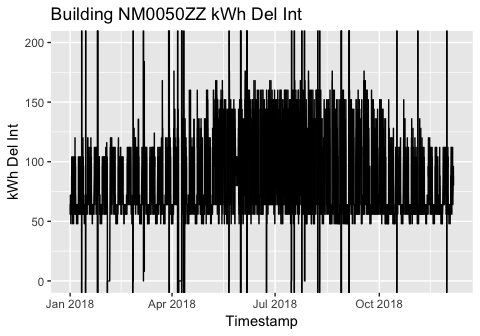 Building NM0050ZZ kWh Del Int
kWh Del Int
200
150
100
50
0
Jan 2018 Apr 2018 Jul 2018 Oct 2018
Timestamp